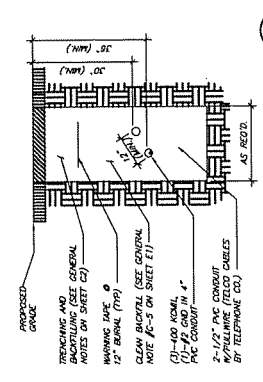 PROPOSED
GRADE
TRENCHING AND
BACKFILLING (SEE GENERAL
NOTES ON SHEET C2)
WARNING TAPE @
12" BURIAL (TYP)
CLEAN BACKFILL (SEE GENERAL
NOTE #C-5 ON SHEET E1)
(3)-400 KCMIL,
(1)-#2 GND IN 4"
PVC CONDUIT
2-1/2" PVC CONDUIT
W/PULLWIRE (TELCO CABLES
BY TELEPHONE CO.)
30" (MIN.)
36" (MIN.)
12"
(MIN.)
AS REQ'D.